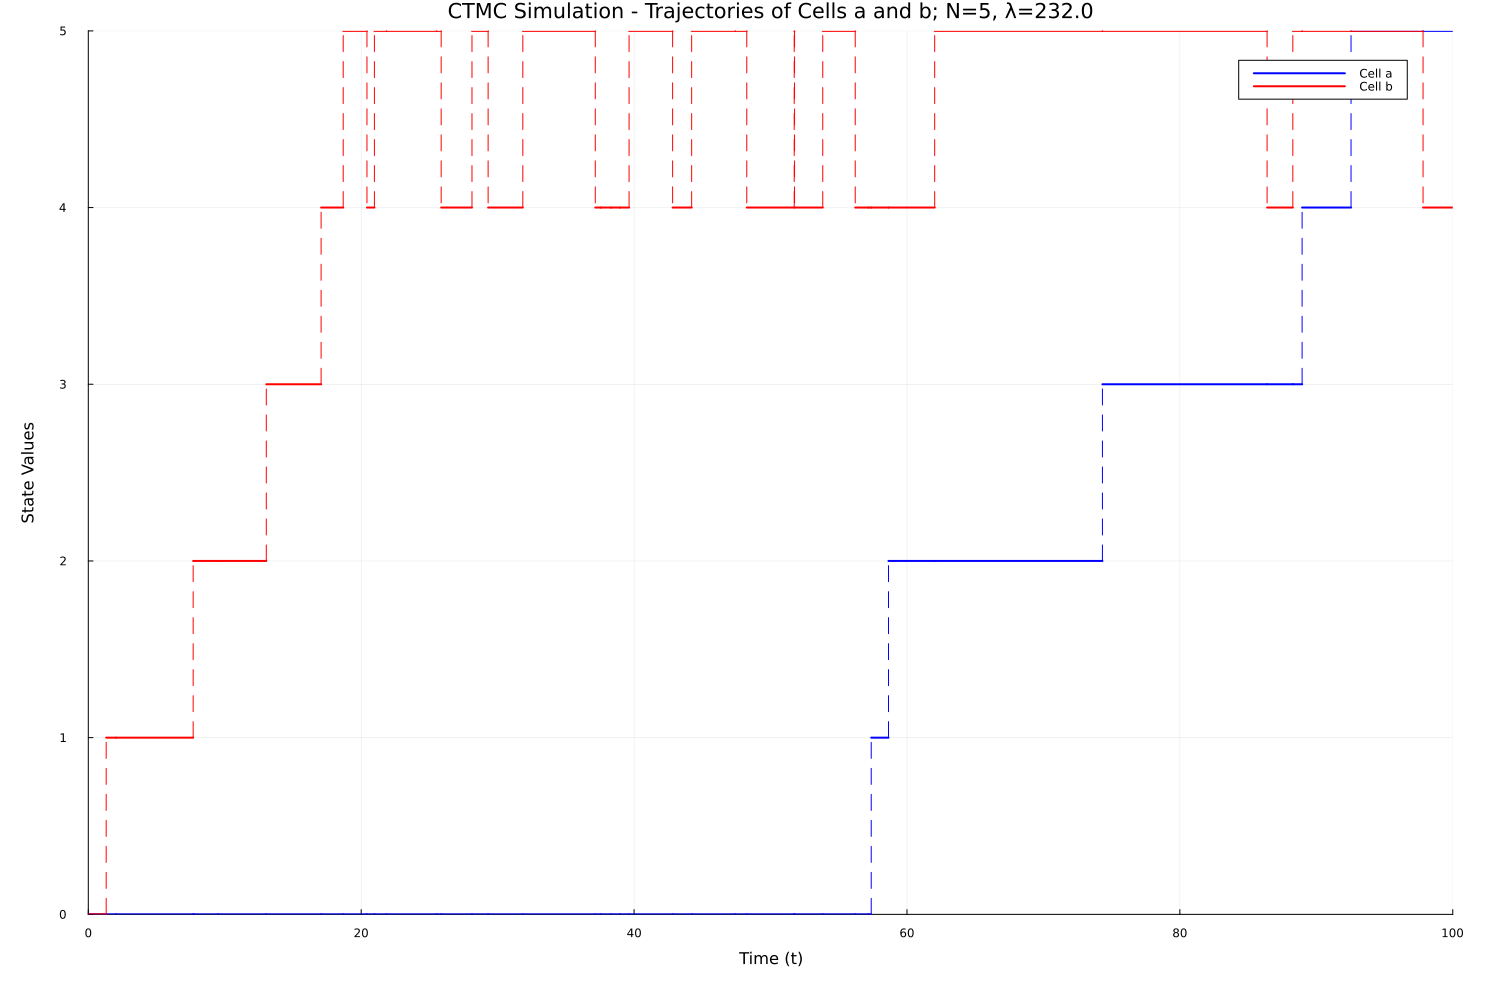 CTMC Simulation - Trajectories of Cells a and b; N=5, λ=232.0
5
Cell a
Cell b
4
3
State Values
2
1
0
0 20 40 60 80 100
Time (t)